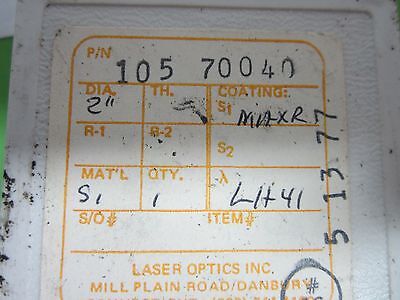 P/N 105 70040
DIA. TH. COATING:
2" S1 MAXR
R-1 R-2 S2
MAT'L QTY. λ
Si 1 LH41
S/O# ITEM#
5 13 77
LASER OPTICS INC.
MILL PLAIN ROAD/DANBURY
#